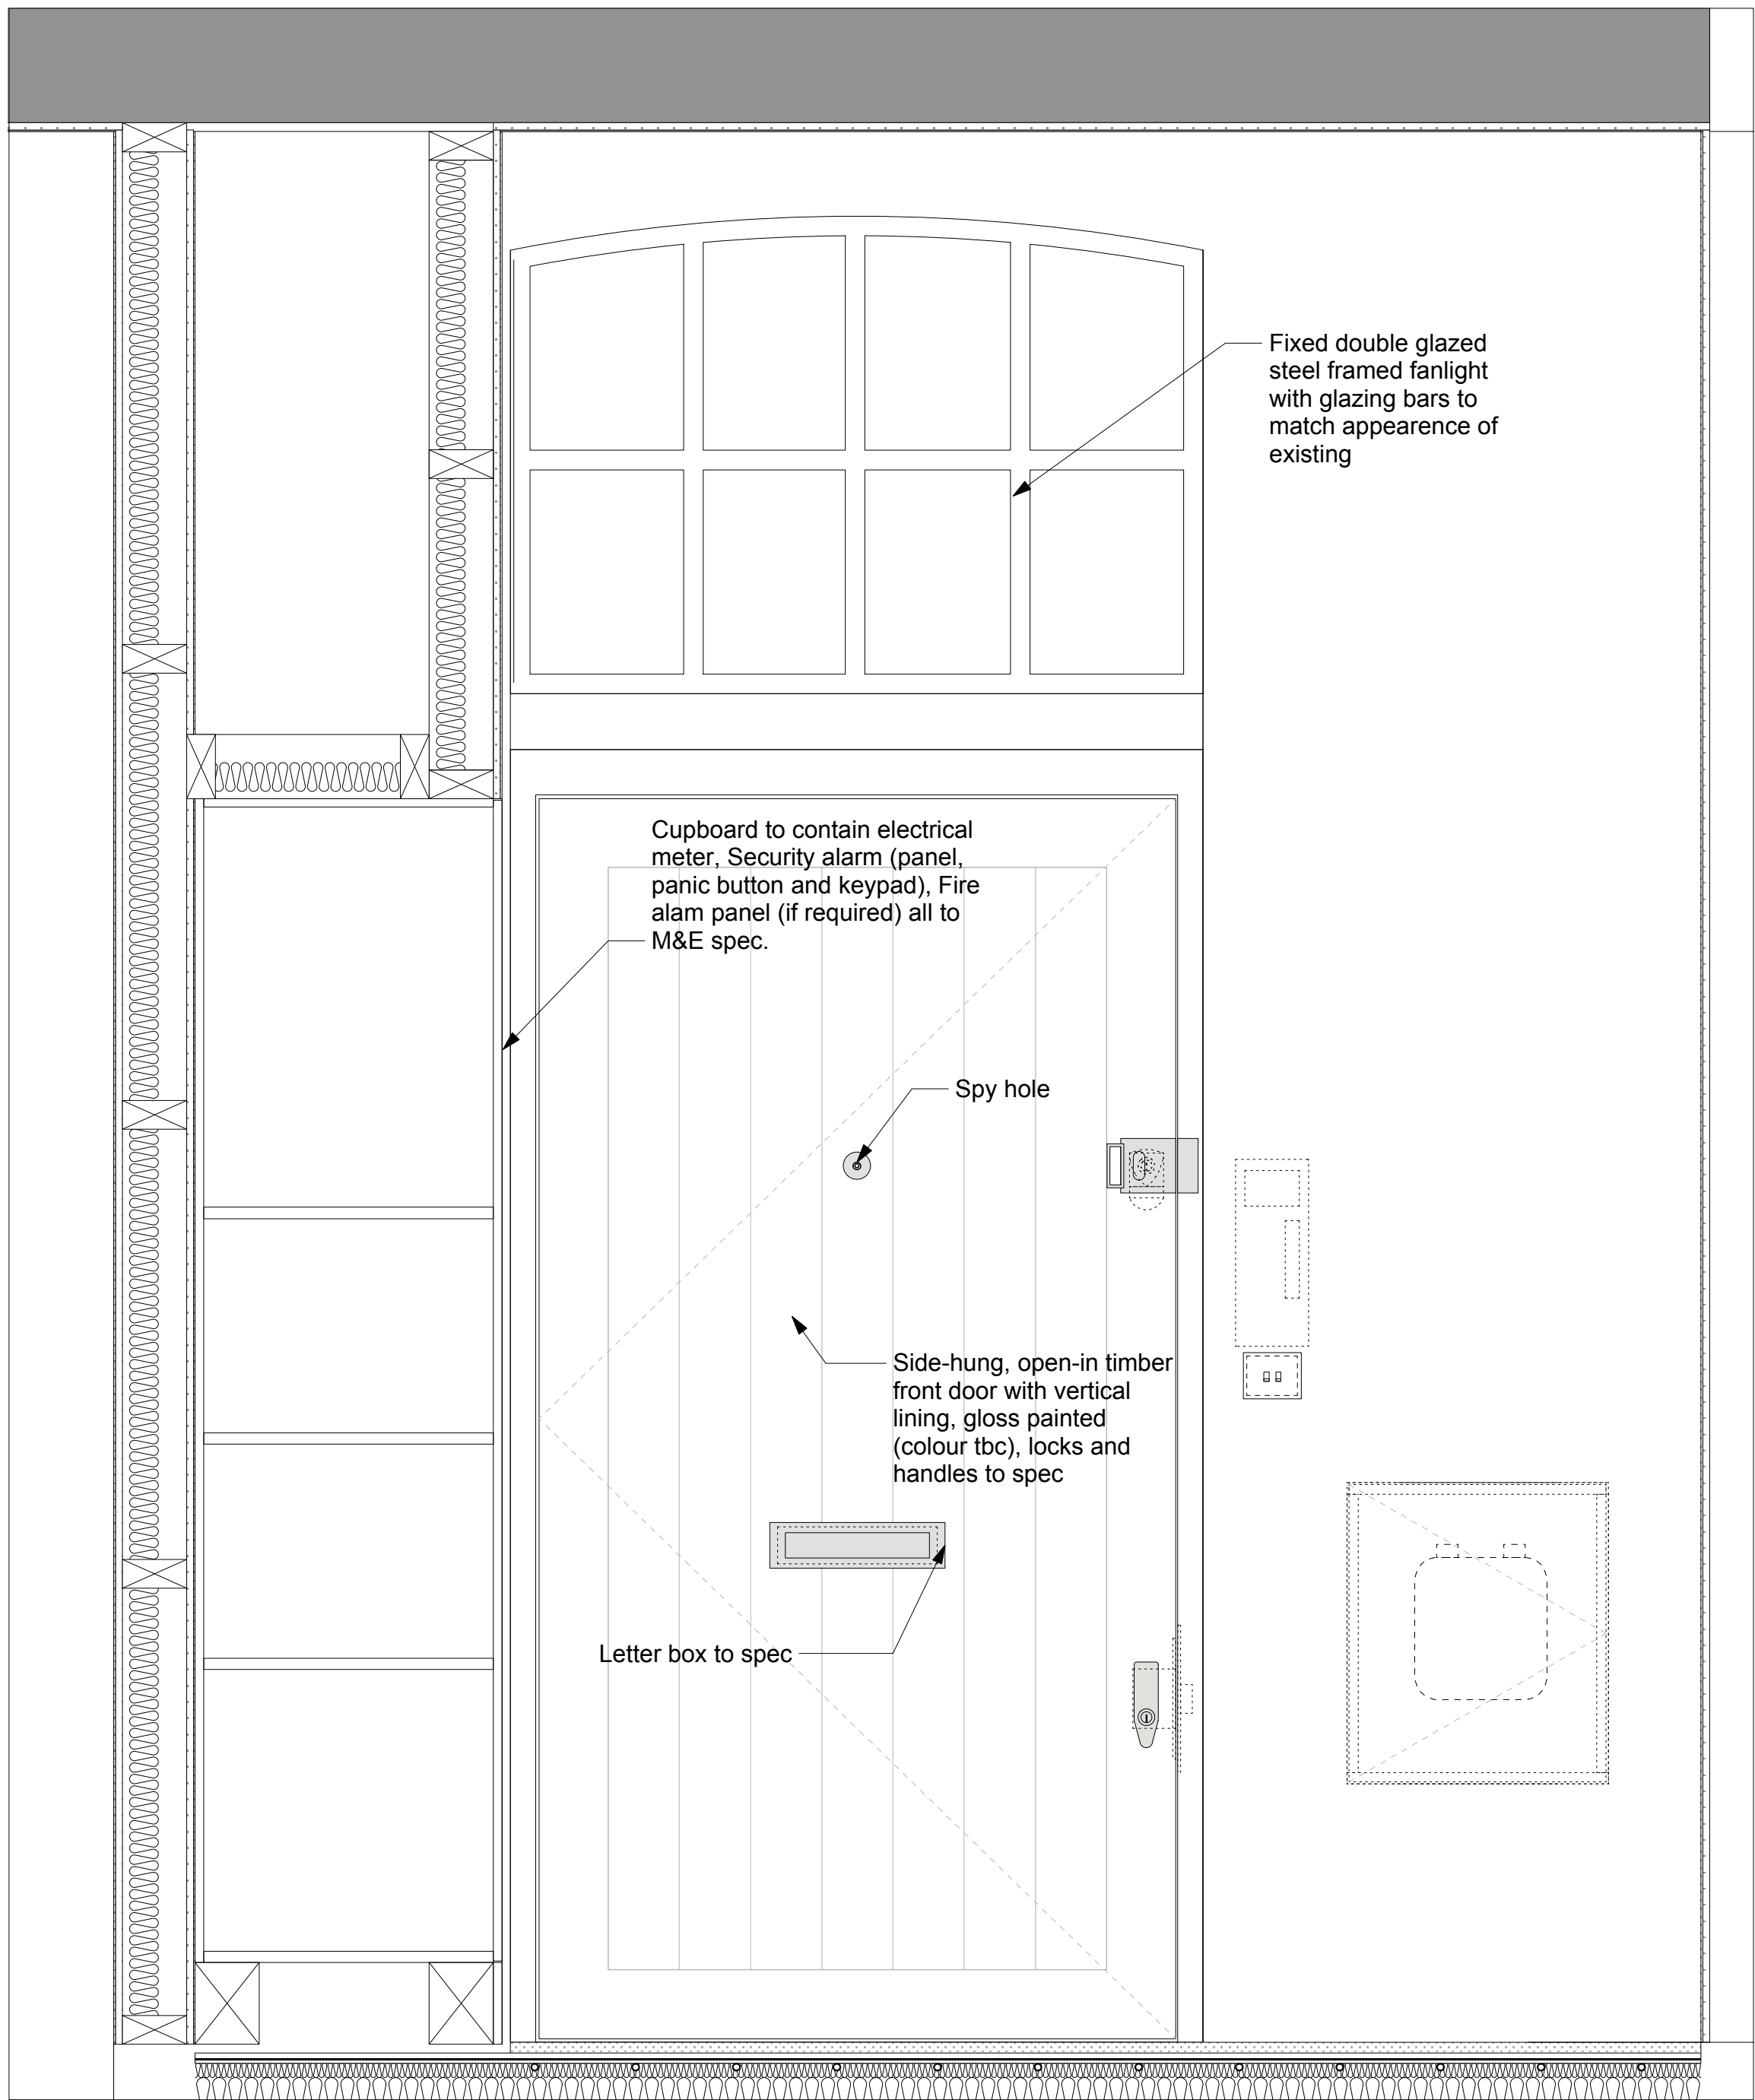 Fixed double glazed
steel framed fanlight
with glazing bars to
match appearence of
existing
Cupboard to contain electrical
meter, Security alarm (panel,
panic button and keypad), Fire
alam panel (if required) all to
M&E spec.
Spy hole
Side-hung, open-in timber
front door with vertical
lining, gloss painted
(colour tbc), locks and
handles to spec
Letter box to spec